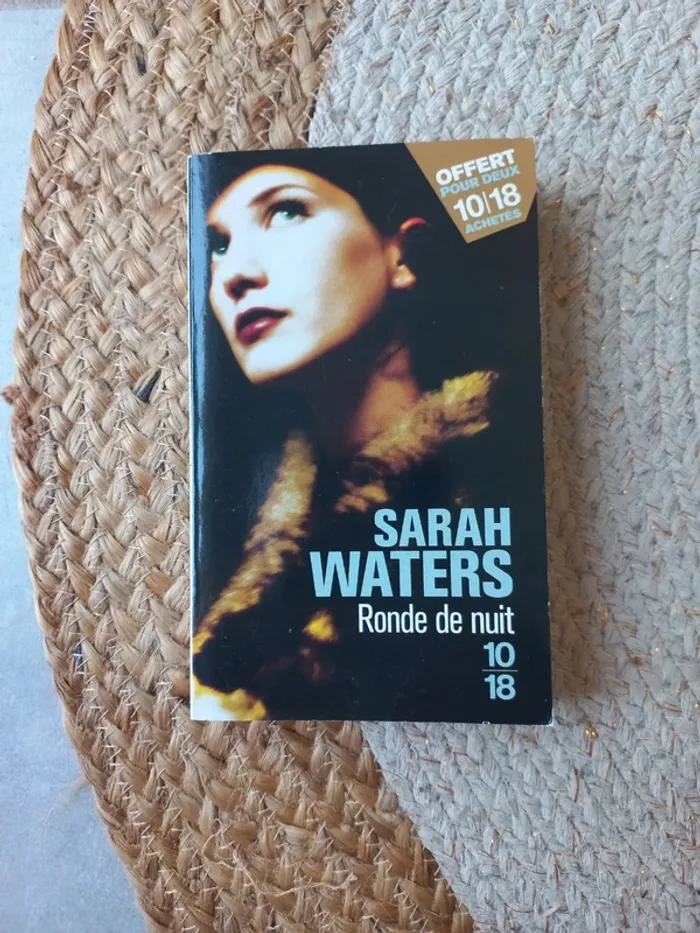 OFFERT
POUR DEUX
10|18
ACHETÉS
SARAH
WATERS
Ronde de nuit
10
18